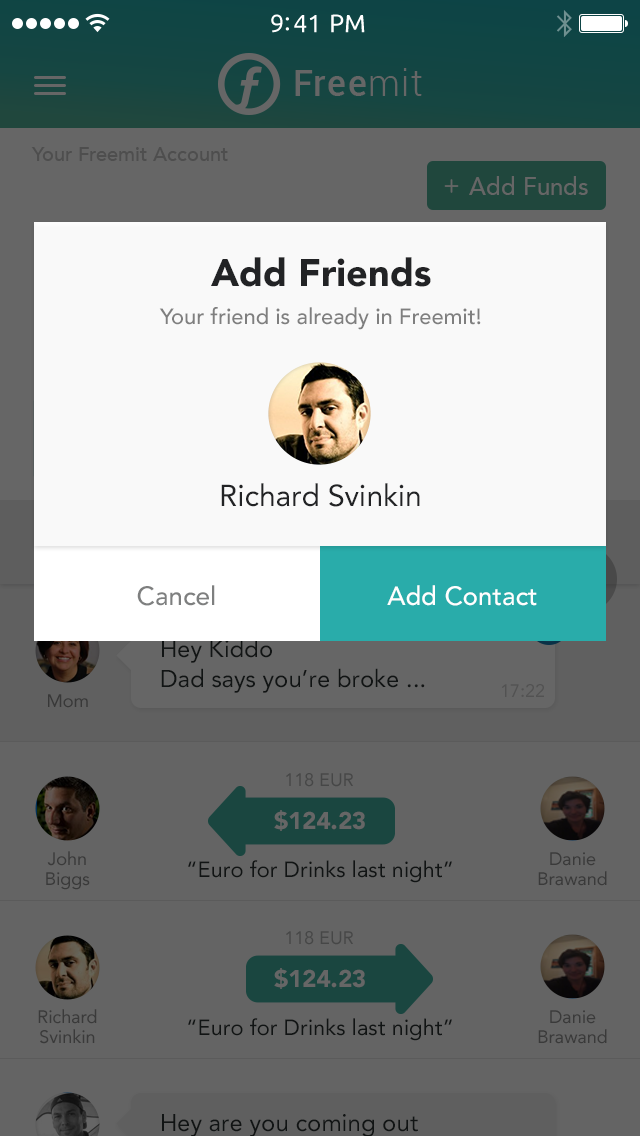 9:41 PM
Freemit
Your Freemit Account
+ Add Funds
Add Friends
Your friend is already in Freemit!
Richard Svinkin
Cancel
Add Contact
Hey Kiddo
Dad says you’re broke ...
17:22
Mom
118 EUR
$124.23
“Euro for Drinks last night”
John
Biggs
Danie
Brawand
118 EUR
$124.23
“Euro for Drinks last night”
Richard
Svinkin
Danie
Brawand
Hey are you coming out